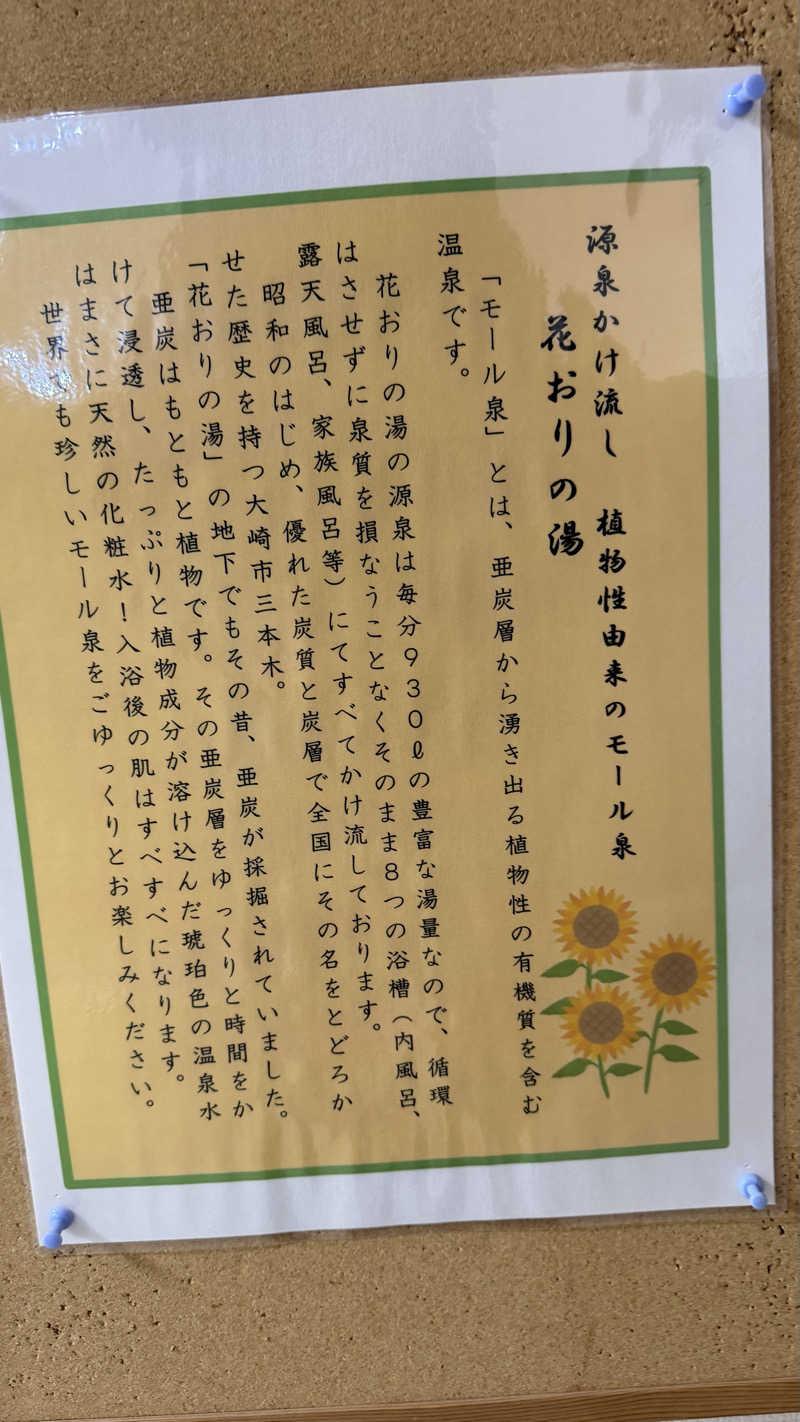 源泉かけ流し　植物性由来のモール泉
花おりの湯
「モール泉」とは、亜炭層から湧き出る植物性の有機質を含む
温泉です。
花おりの湯の源泉は毎分９３０ℓの豊富な湯量なので、循環
はさせずに泉質を損なうことなくそのまま８つの浴槽（内風呂、
露天風呂、家族風呂等）にてすべてかけ流しております。
昭和のはじめ、優れた炭質と炭層で全国にその名をとどろか
せた歴史を持つ大崎市三本木。
「花おりの湯」の地下でもその昔、亜炭が採掘されていました。
亜炭はもともと植物です。その亜炭層をゆっくりと時間をか
けて浸透し、たっぷりと植物成分が溶け込んだ琥珀色の温泉水
はまさに天然の化粧水！入浴後の肌はすべすべになります。
世界でも珍しいモール泉をごゆっくりとお楽しみください。